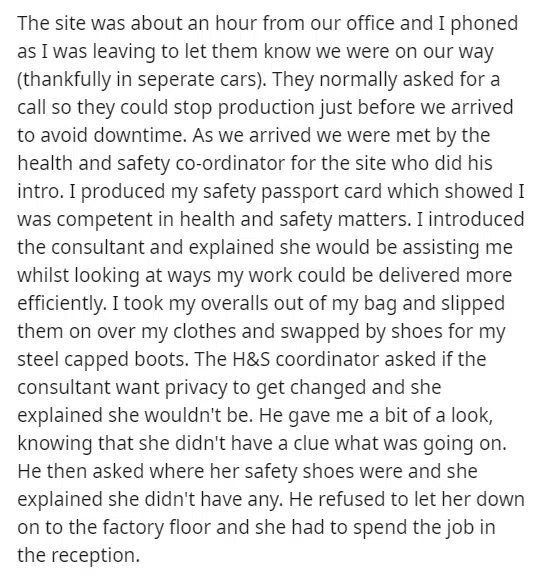 The site was about an hour from our office and I phoned
as I was leaving to let them know we were on our way
(thankfully in seperate cars). They normally asked for a
call so they could stop production just before we arrived
to avoid downtime. As we arrived we were met by the
health and safety co-ordinator for the site who did his
intro. I produced my safety passport card which showed I
was competent in health and safety matters. I introduced
the consultant and explained she would be assisting me
whilst looking at ways my work could be delivered more
efficiently. I took my overalls out of my bag and slipped
them on over my clothes and swapped by shoes for my
steel capped boots. The H&S coordinator asked if the
consultant want privacy to get changed and she
explained she wouldn't be. He gave me a bit of a look,
knowing that she didn't have a clue what was going on.
He then asked where her safety shoes were and she
explained she didn't have any. He refused to let her down
on to the factory floor and she had to spend the job in
the reception.